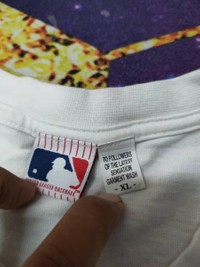 TO FOLLOWERS
OF THE LATEST
SENSATION
GARMENT WASH
- XL -